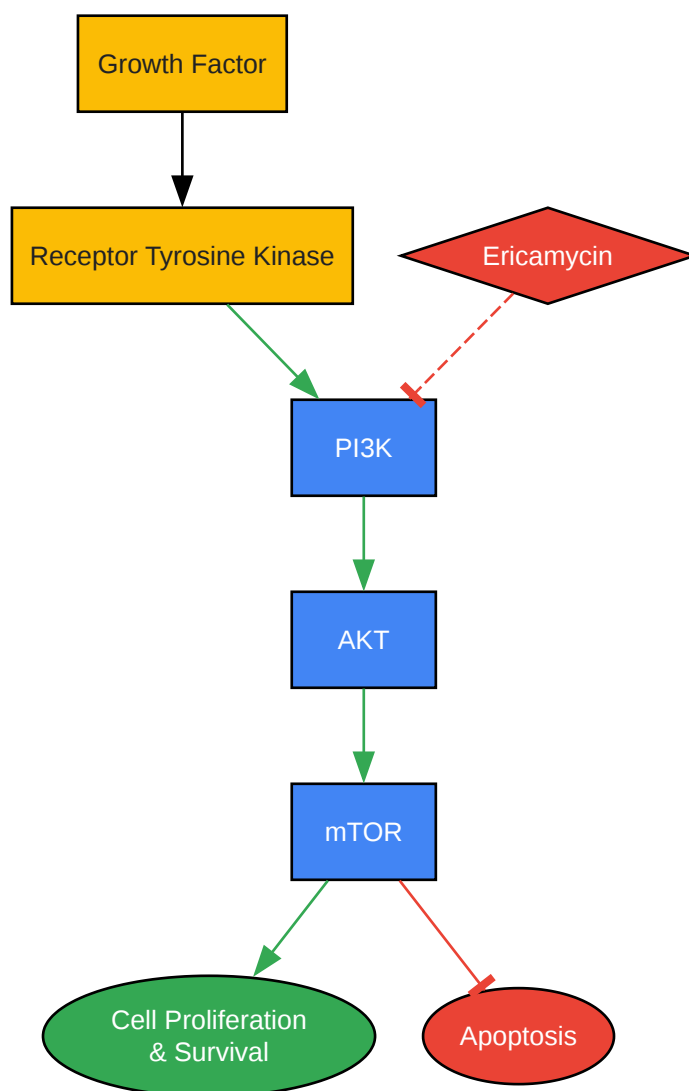 Growth Factor
Receptor Tyrosine Kinase
Ericamycin
PI3K
AKT
mTOR
Cell Proliferation
& Survival
Apoptosis